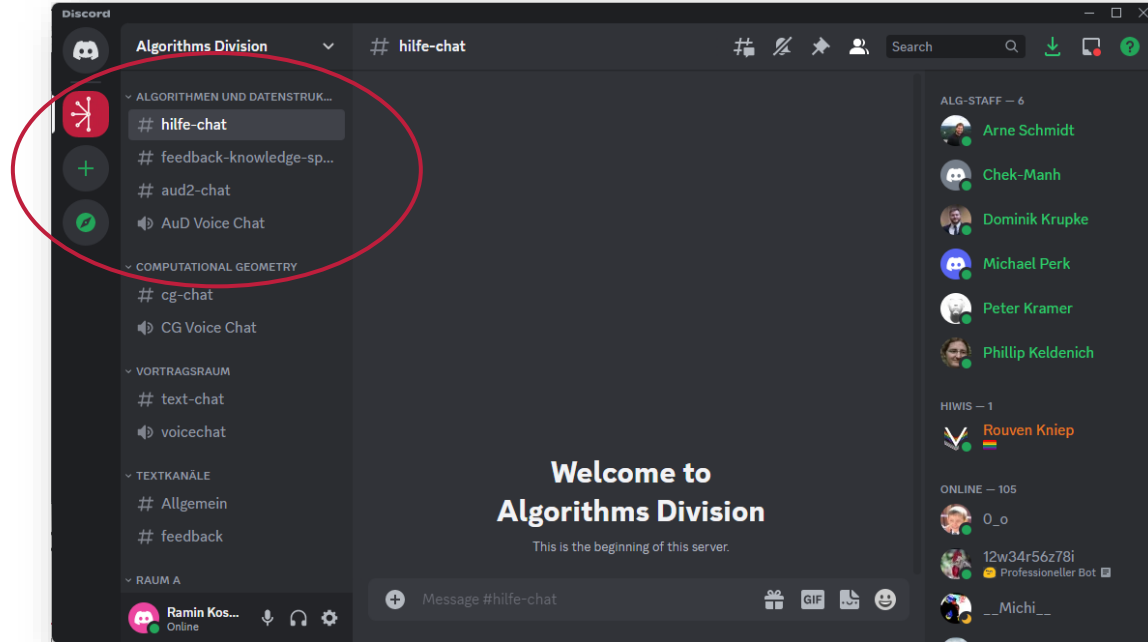 Discord
Algorithms Division
ALGORITHMEN UND DATENSTRUK...
# hilfe-chat
# feedback-knowledge-sp...
# aud2-chat
AuD Voice Chat
COMPUTATIONAL GEOMETRY
# cg-chat
CG Voice Chat
VORTRAGSRAUM
# text-chat
voicechat
TEXTKANÄLE
# Allgemein
# feedback
RAUM A
Ramin Kos...
Online
# hilfe-chat
Search
Welcome to
Algorithms Division
This is the beginning of this server.
Message #hilfe-chat
GIF
ALG-STAFF — 6
Arne Schmidt
Chek-Manh
Dominik Krupke
Michael Perk
Peter Kramer
Phillip Keldenich
HIWIS — 1
Rouven Kniep
ONLINE — 105
0_o
12w34r56z78i
Professioneller Bot
__Michi__